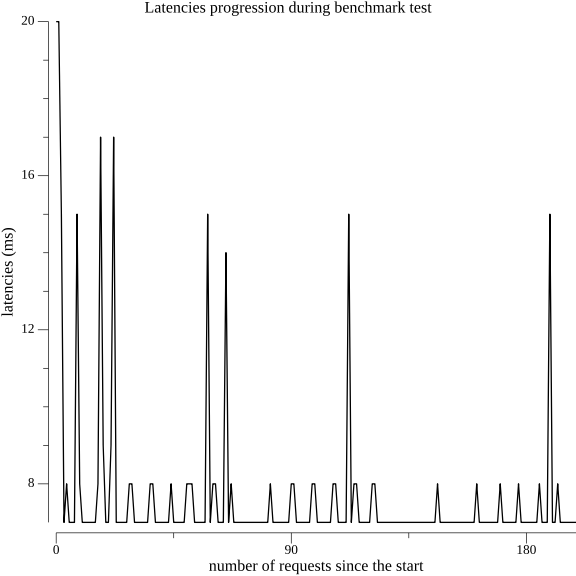 Latencies progression during benchmark test
20
16
12
8
latencies (ms)
0 90 180
number of requests since the start